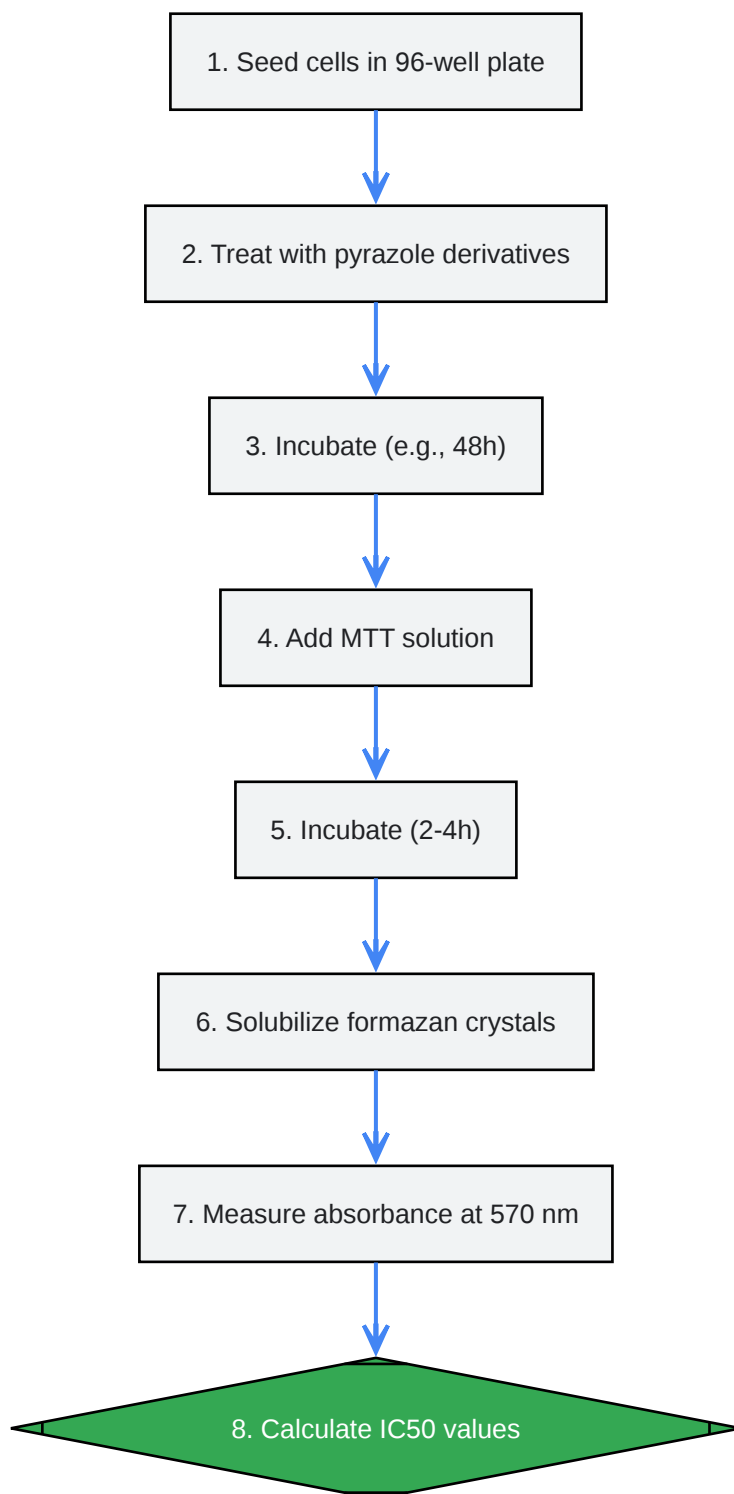 1. Seed cells in 96-well plate
2. Treat with pyrazole derivatives
3. Incubate (e.g., 48h)
4. Add MTT solution
5. Incubate (2-4h)
6. Solubilize formazan crystals
7. Measure absorbance at 570 nm
8. Calculate IC50 values